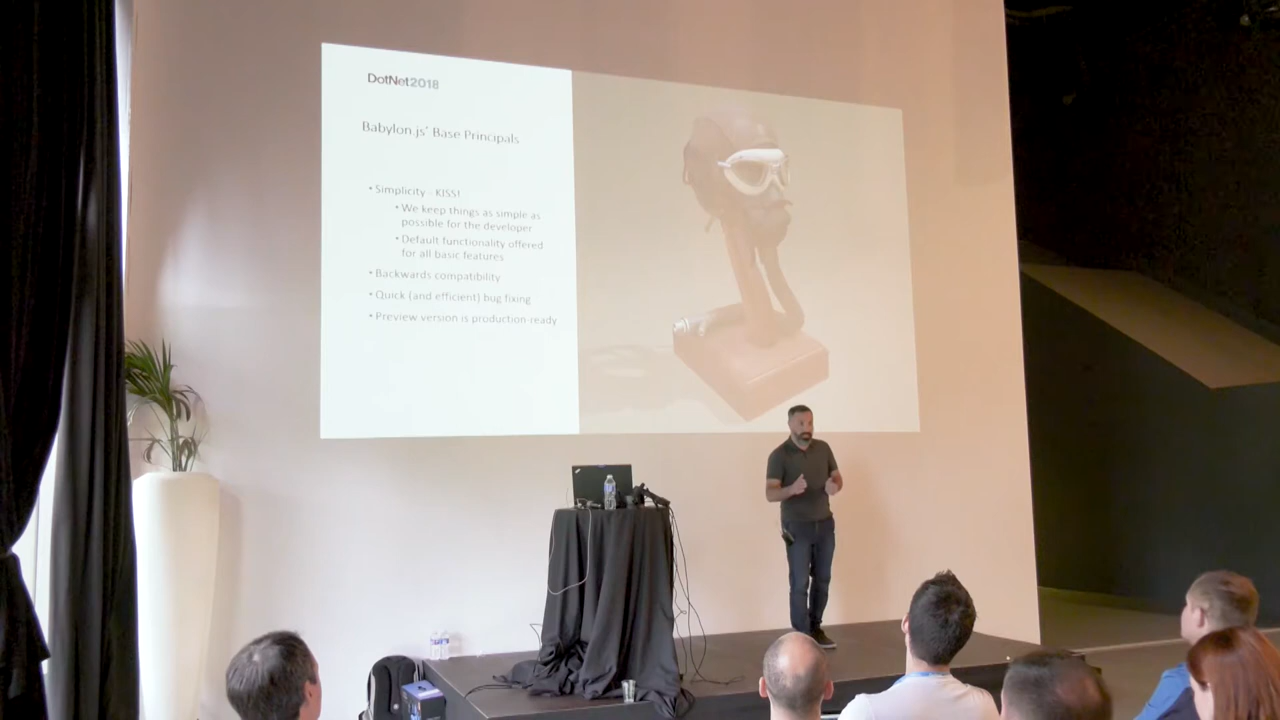 DotNet2018
Babylon.js' Base Principals
• Simplicity - KISS!
• We keep things as simple as
possible for the developer
• Default functionality offered
for all basic features
• Backwards compatibility
• Quick (and efficient) bug fixing
• Preview version is production-ready